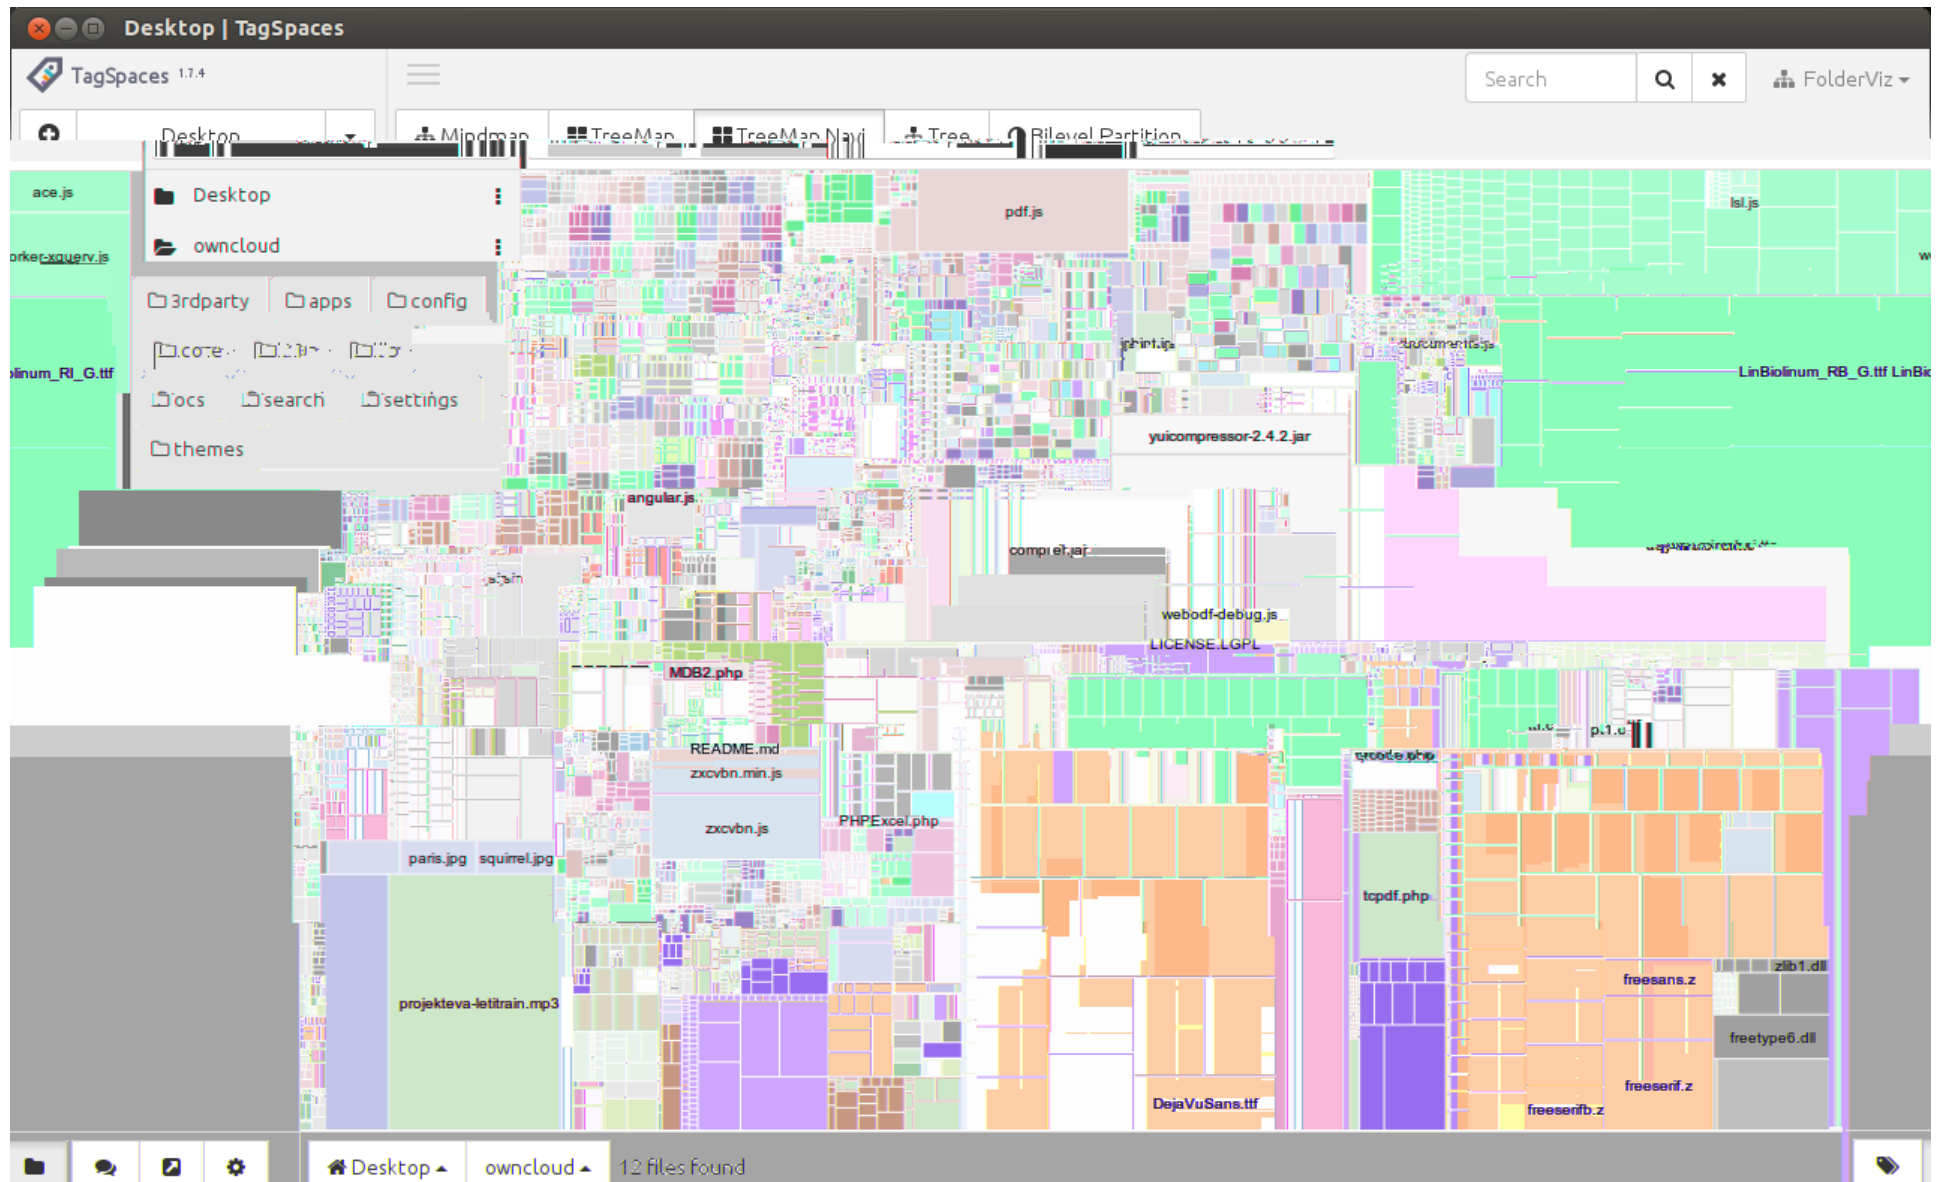 Desktop | TagSpaces
TagSpaces 1.7.4
Search
FolderViz
Desktop
Mindmap
TreeMap
TreeMap Navi
Tree
Bilevel Partition
ace.js
Desktop
pdf.js
lsl.js
owncloud
3rdparty apps config
core
LinBiolinum_RB_G.ttf
ocs search settings
yuicompressor-2.4.2.jar
themes
angular.js
webodf-debug.js
LICENSE.LGPL
MDB2.php
README.md
qrcode.php
zxcvbn.min.js
PHPExcel.php
zxcvbn.js
paris.jpg squirrel.jpg
tcpdf.php
zlib1.dll
freesans.z
projekteva-letitrain.mp3
freetype6.dll
freeserif.z
DejaVuSans.ttf
freeserifb.z
Desktop
owncloud
12 files found